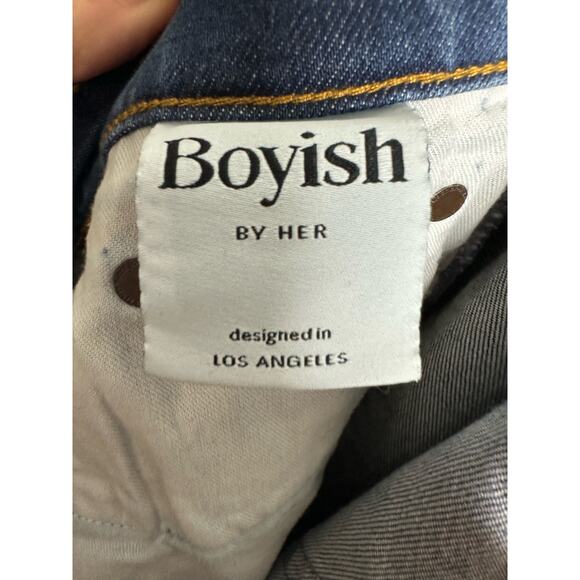 Boyish
BY HER
designed in
LOS ANGELES